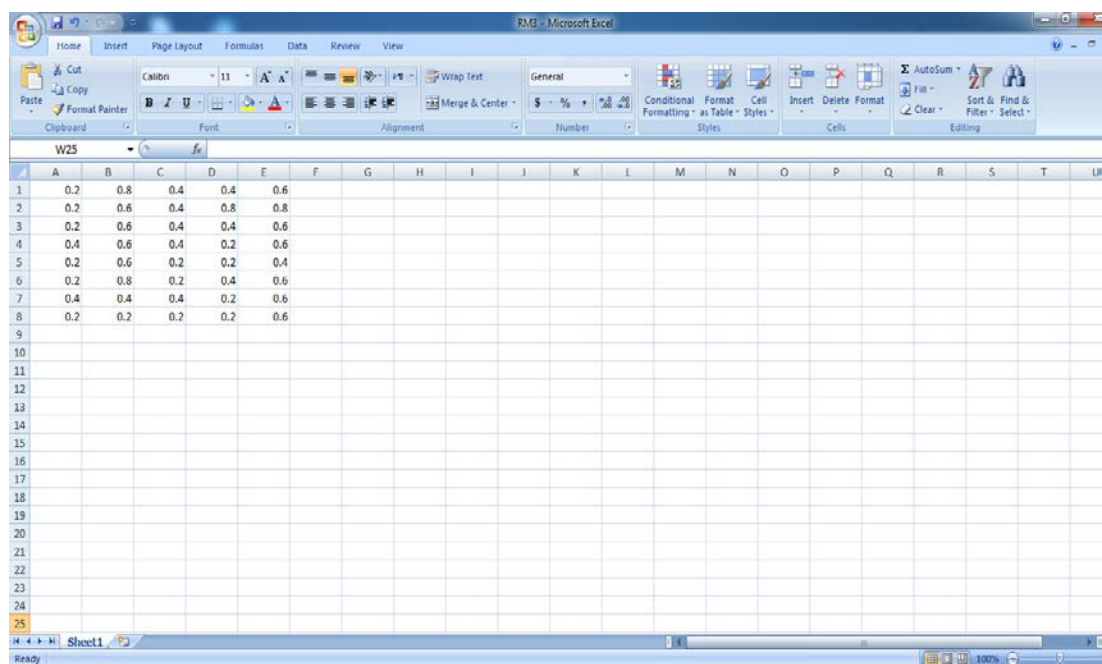 RM3 - Microsoft Excel
Home Insert Page Layout Formulas Data Review View
Paste
Cut
Copy
Format Painter
Clipboard
Calibri 11
B I U
Font
Wrap Text
Merge & Center
Alignment
General
$ % ,
Number
Conditional Formatting
Format as Table
Cell Styles
Styles
Insert Delete Format
Cells
Σ AutoSum
Fill
Clear
Sort & Filter
Find & Select
Editing
W25 fx
A B C D E F G H I J K L M N O P Q R S T U
1 0.2 0.8 0.4 0.4 0.6
2 0.2 0.6 0.4 0.8 0.8
3 0.2 0.6 0.4 0.4 0.6
4 0.4 0.6 0.4 0.2 0.6
5 0.2 0.6 0.2 0.2 0.4
6 0.2 0.8 0.2 0.4 0.6
7 0.4 0.4 0.4 0.2 0.6
8 0.2 0.2 0.2 0.2 0.6
9
10
11
12
13
14
15
16
17
18
19
20
21
22
23
24
25
Sheet1
Ready 100%